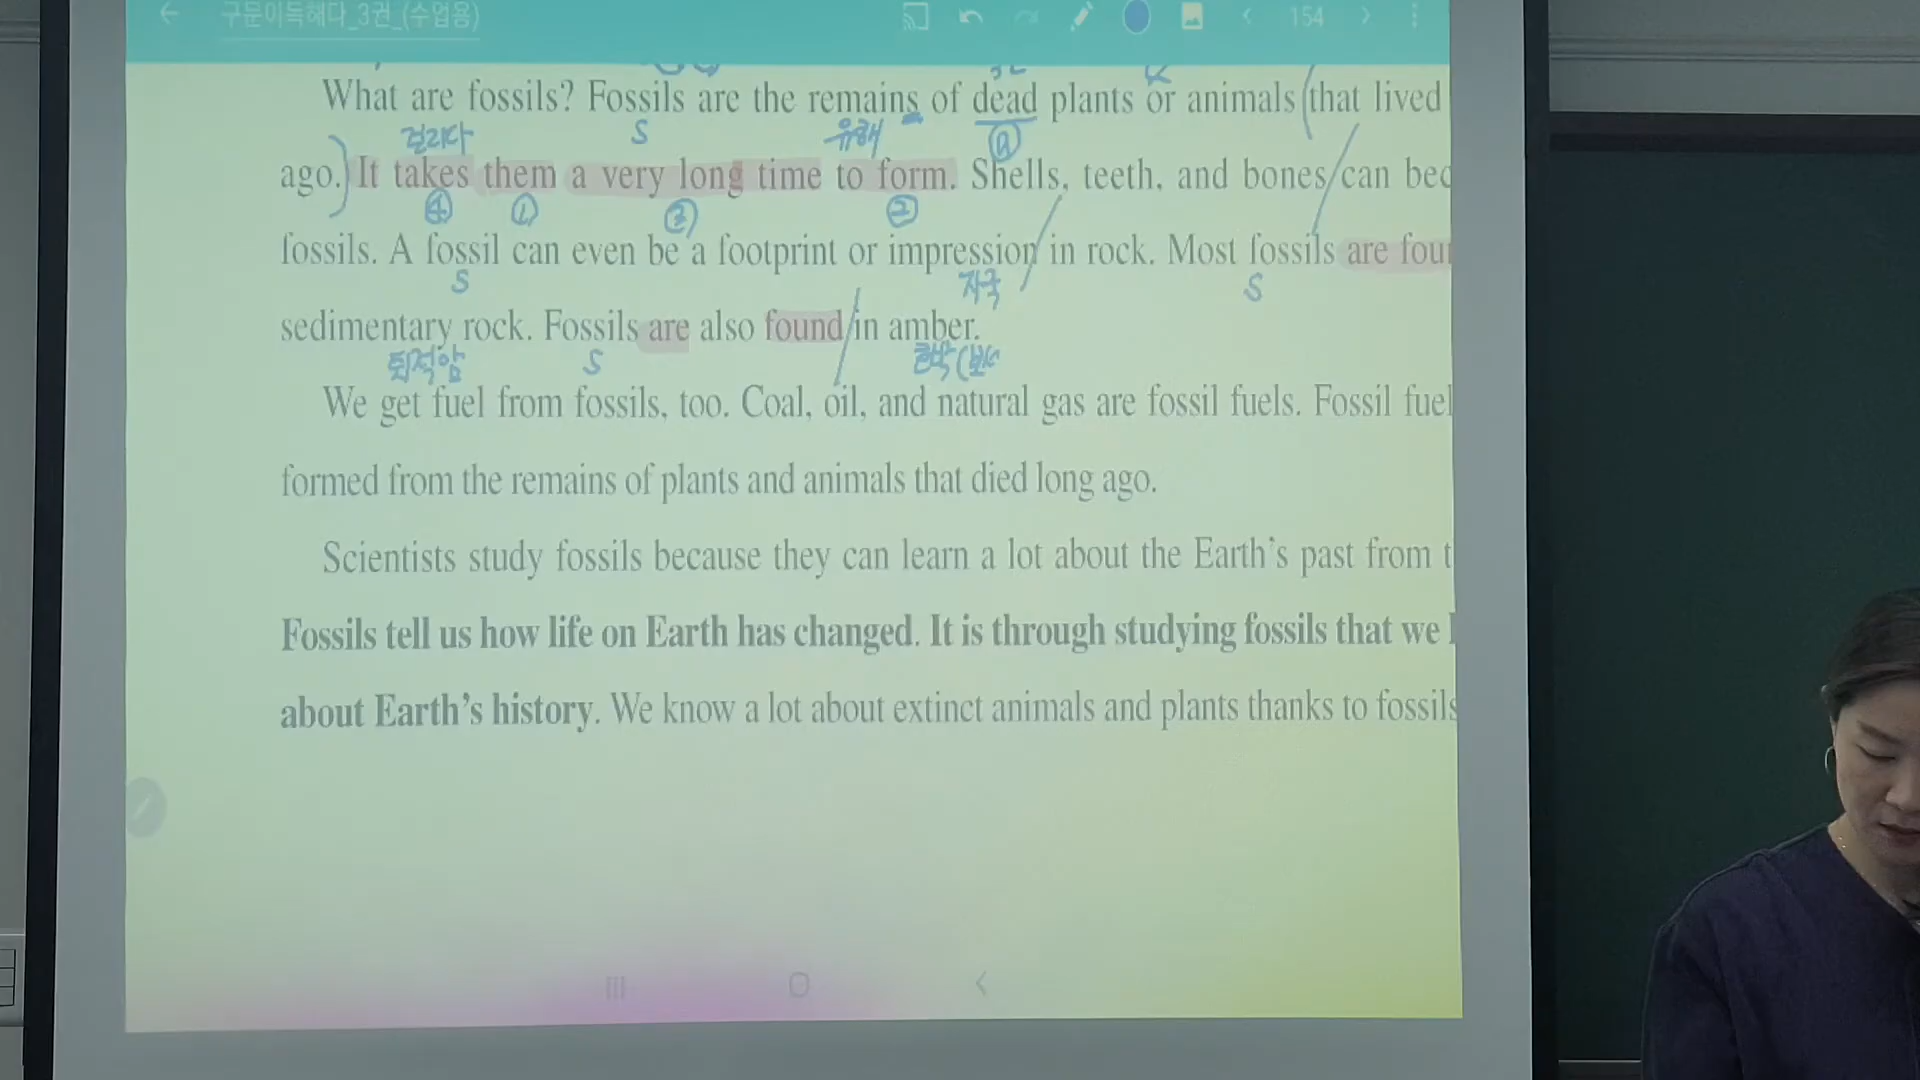 구문이득해다_3권_(수업용)
154
What are fossils? Fossils are the remains of dead plants or animals (that lived
걸리다 S 유해 ⓐ
ago.) It takes them a very long time to form. Shells, teeth, and bones / can bec
④ ① ③ ②
fossils. A fossil can even be a footprint or impression / in rock. Most fossils are fou
S 자국 S
sedimentary rock. Fossils are also found / in amber.
퇴적암 S 호박
We get fuel from fossils, too. Coal, oil, and natural gas are fossil fuels. Fossil fuel
formed from the remains of plants and animals that died long ago.
Scientists study fossils because they can learn a lot about the Earth's past from t
Fossils tell us how life on Earth has changed. It is through studying fossils that we
about Earth's history. We know a lot about extinct animals and plants thanks to fossils